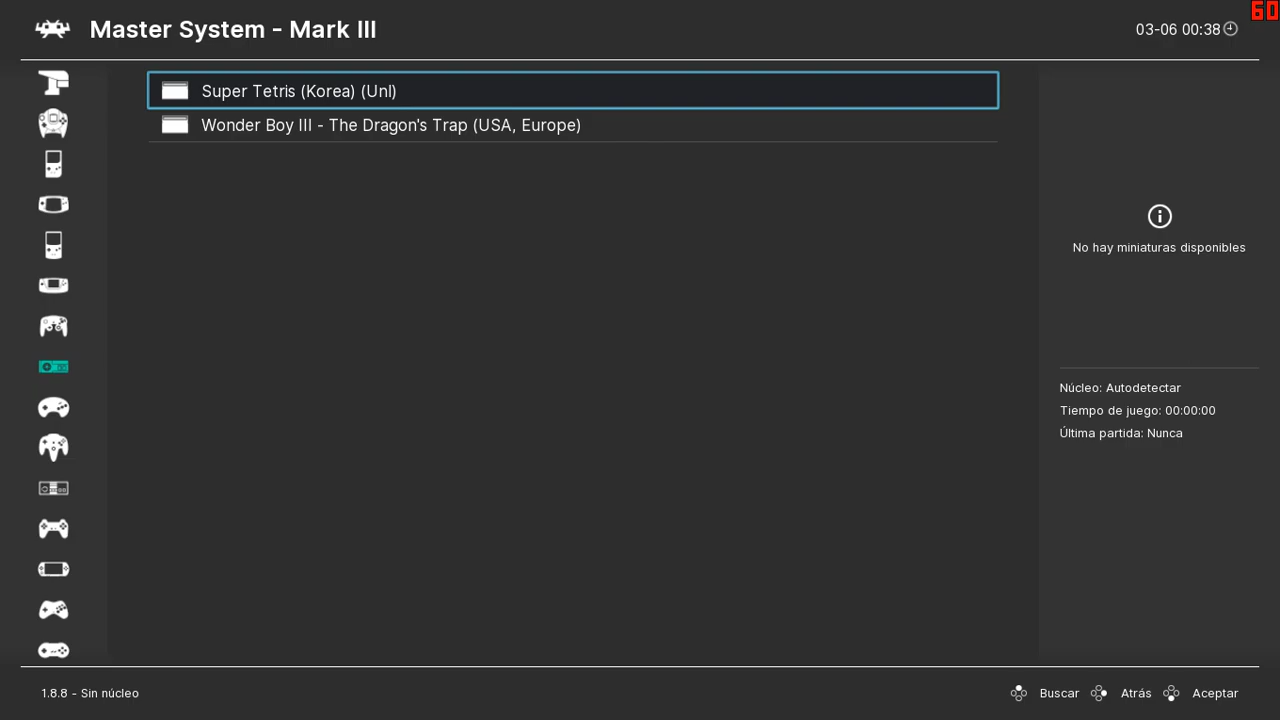 Master System - Mark III
03-06 00:38
60
Super Tetris (Korea) (Unl)
Wonder Boy III - The Dragon's Trap (USA, Europe)
No hay miniaturas disponibles
Núcleo: Autodetectar
Tiempo de juego: 00:00:00
Última partida: Nunca
1.8.8 - Sin núcleo
Buscar
Atrás
Aceptar